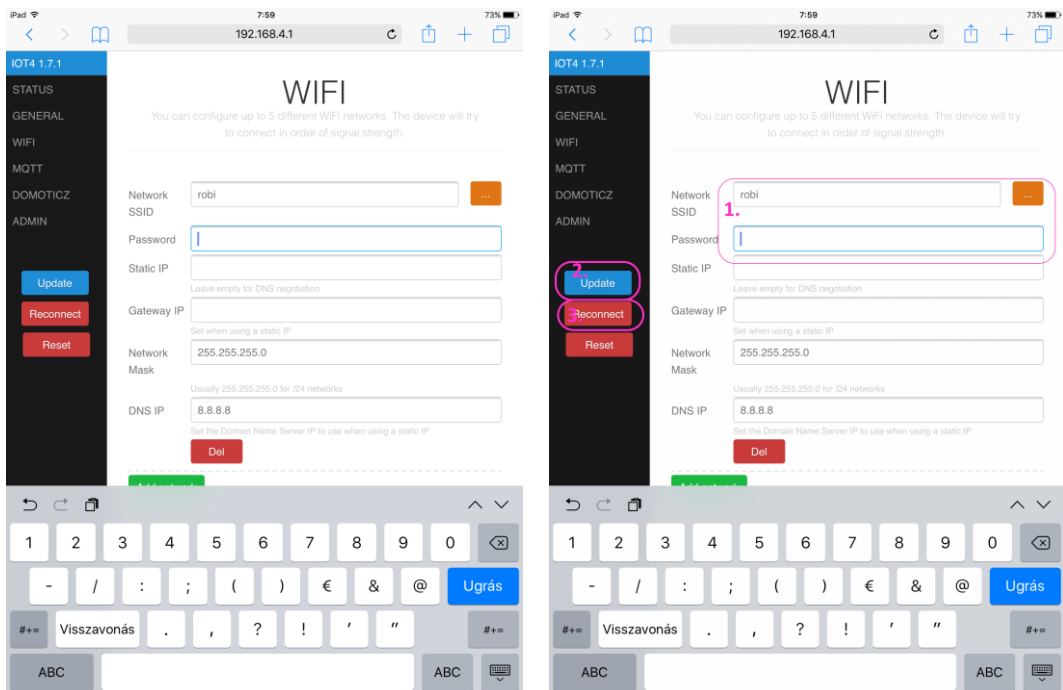 iPad 7:59 73%
192.168.4.1
IOT4 1.7.1
STATUS
GENERAL
WIFI
MQTT
DOMOTICZ
ADMIN
Update
Reconnect
Reset
WIFI
You can configure up to 5 different WiFi networks. The device will try
to connect in order of signal strength.
Network
SSID
robi
...
Password
Static IP
Leave empty for DNS negotiation
Gateway IP
Set when using a static IP
Network
Mask
255.255.255.0
Usually 255.255.255.0 for /24 networks
DNS IP
8.8.8.8
Set the Domain Name Server IP to use when using a static IP
Del
Add network
1 2 3 4 5 6 7 8 9 0
- / : ; ( ) € & @ Ugrás
#+= Visszavonás . , ? ! ' " #+=
ABC ABC
iPad 7:59 73%
192.168.4.1
IOT4 1.7.1
STATUS
GENERAL
WIFI
MQTT
DOMOTICZ
ADMIN
2.
Update
3.
Reconnect
Reset
WIFI
You can configure up to 5 different WiFi networks. The device will try
to connect in order of signal strength.
Network
SSID
1.
robi
...
Password
Static IP
Leave empty for DNS negotiation
Gateway IP
Set when using a static IP
Network
Mask
255.255.255.0
Usually 255.255.255.0 for /24 networks
DNS IP
8.8.8.8
Set the Domain Name Server IP to use when using a static IP
Del
Add network
1 2 3 4 5 6 7 8 9 0
- / : ; ( ) € & @ Ugrás
#+= Visszavonás . , ? ! ' " #+=
ABC ABC